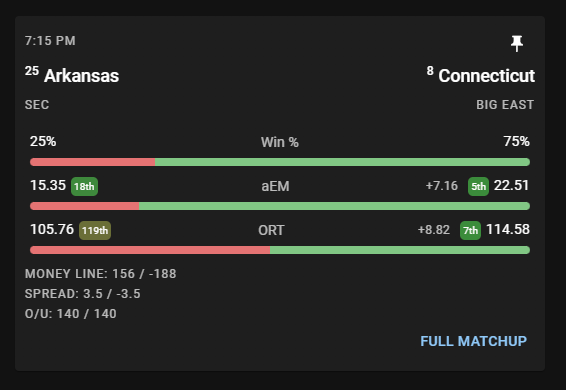 7:15 PM
25 Arkansas 8 Connecticut
SEC BIG EAST
25% Win % 75%
15.35 18th aEM +7.16 5th 22.51
105.76 119th ORT +8.82 7th 114.58
MONEY LINE: 156 / -188
SPREAD: 3.5 / -3.5
O/U: 140 / 140
FULL MATCHUP